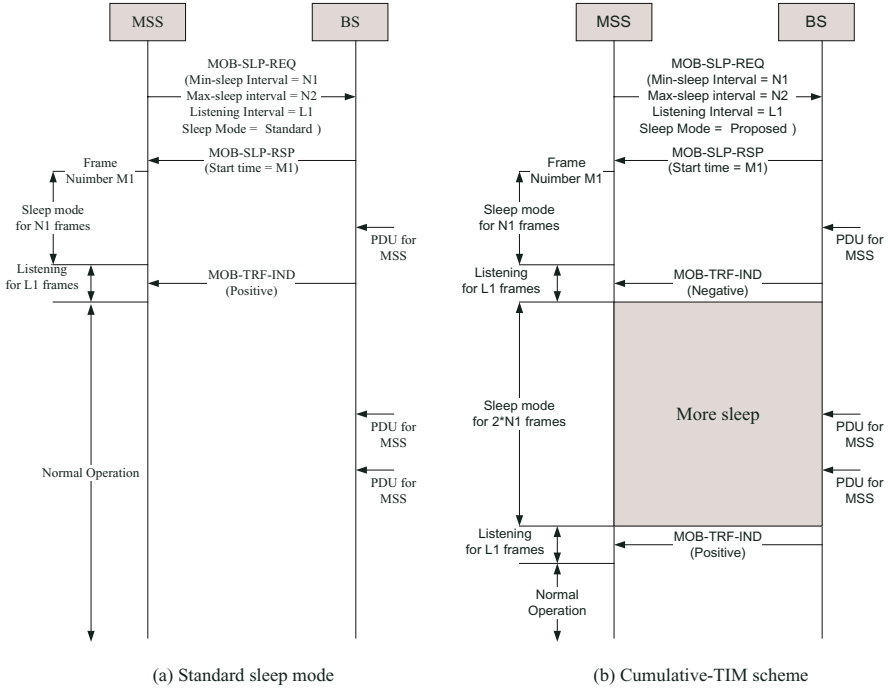 MSS
BS
MOB-SLP-REQ
(Min-sleep Interval = N1
Max-sleep interval = N2
Listening Interval = L1
Sleep Mode = Standard )
MOB-SLP-RSP
(Start time = M1)
Frame
Nuimber M1
Sleep mode
for N1 frames
PDU for
MSS
Listening
for L1 frames
MOB-TRF-IND
(Positive)
Normal Operation
PDU for
MSS
PDU for
MSS
(a) Standard sleep mode
MSS
BS
MOB-SLP-REQ
(Min-sleep Interval = N1
Max-sleep interval = N2
Listening Interval = L1
Sleep Mode = Proposed )
MOB-SLP-RSP
(Start time = M1)
Frame
Nuimber M1
Sleep mode
for N1 frames
PDU for
MSS
Listening
for L1 frames
MOB-TRF-IND
(Negative)
Sleep mode
for 2*N1 frames
More sleep
PDU for
MSS
PDU for
MSS
Listening
for L1 frames
MOB-TRF-IND
(Positive)
Normal
Operation
(b) Cumulative-TIM scheme